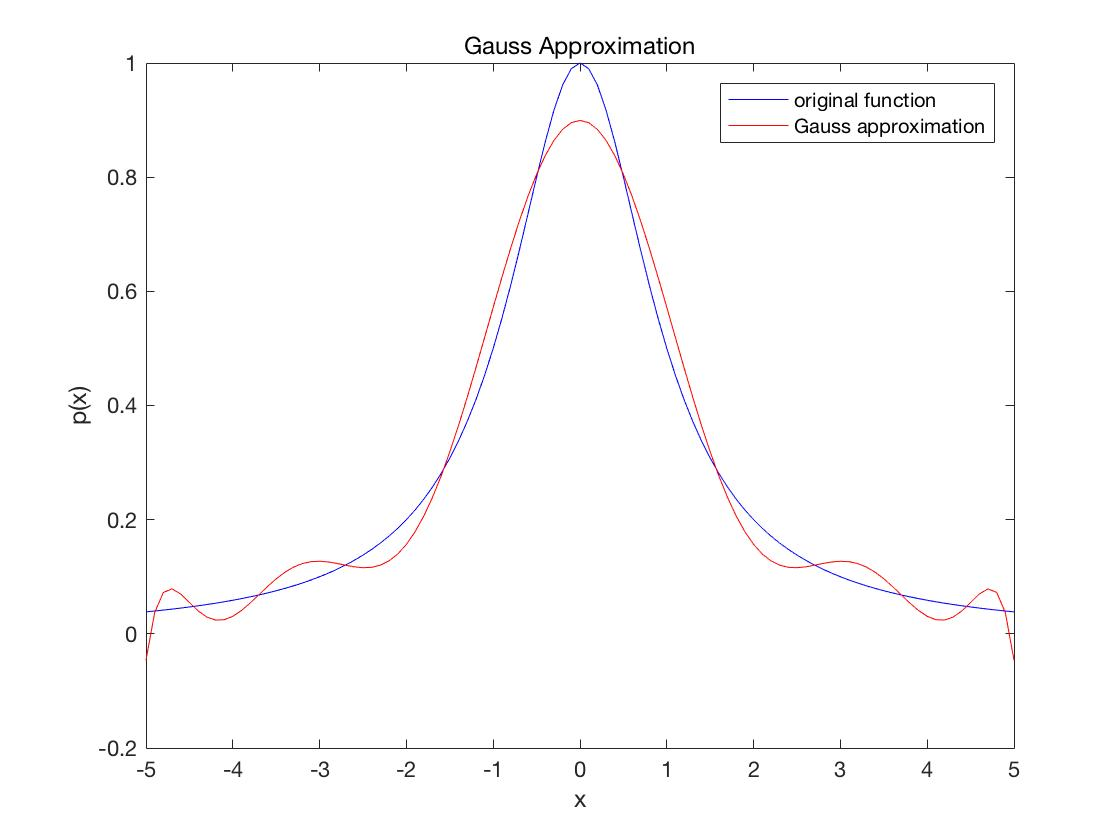 Gauss Approximation
original function
Gauss approximation
p(x)
1
0.8
0.6
0.4
0.2
0
-0.2
-5 -4 -3 -2 -1 0 1 2 3 4 5
x